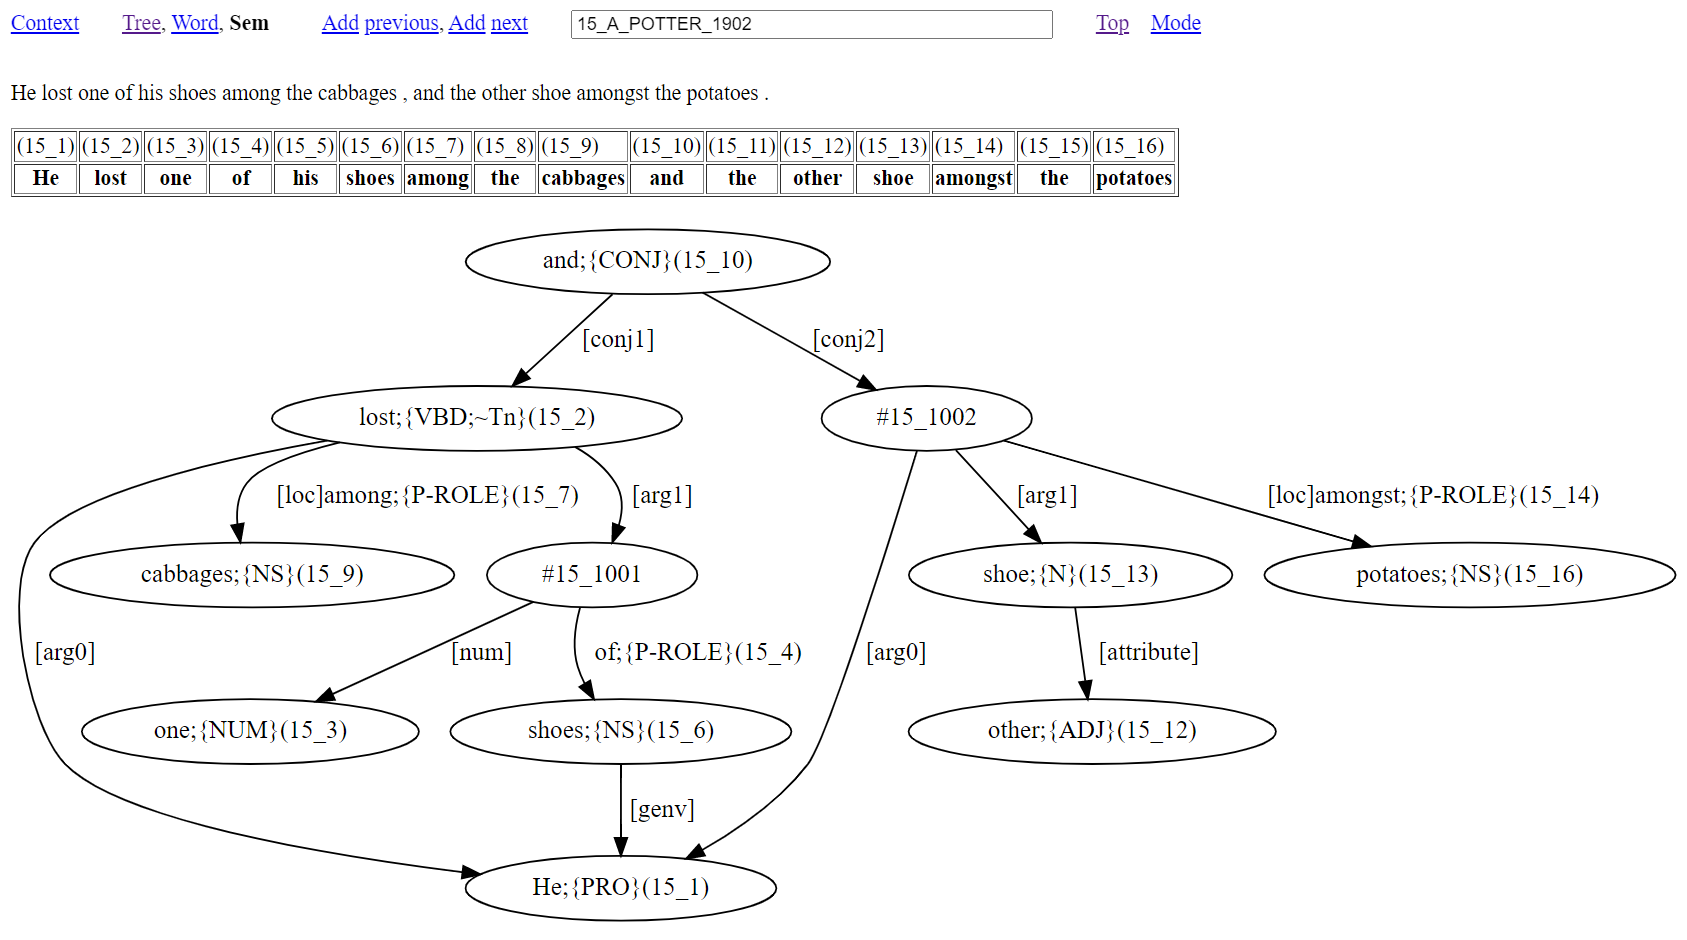 Context Tree, Word, Sem Add previous, Add next 15_A_POTTER_1902 Top Mode
He lost one of his shoes among the cabbages , and the other shoe amongst the potatoes .
(15_1) (15_2) (15_3) (15_4) (15_5) (15_6) (15_7) (15_8) (15_9) (15_10) (15_11) (15_12) (15_13) (15_14) (15_15) (15_16)
He lost one of his shoes among the cabbages and the other shoe amongst the potatoes
and;{CONJ}(15_10)
[conj1] [conj2]
lost;{VBD;~Tn}(15_2) #15_1002
[loc]among;{P-ROLE}(15_7) [arg1] [arg1] [loc]amongst;{P-ROLE}(15_14)
cabbages;{NS}(15_9) #15_1001 shoe;{N}(15_13) potatoes;{NS}(15_16)
[arg0] [num] of;{P-ROLE}(15_4) [arg0] [attribute]
one;{NUM}(15_3) shoes;{NS}(15_6) other;{ADJ}(15_12)
[genv]
He;{PRO}(15_1)